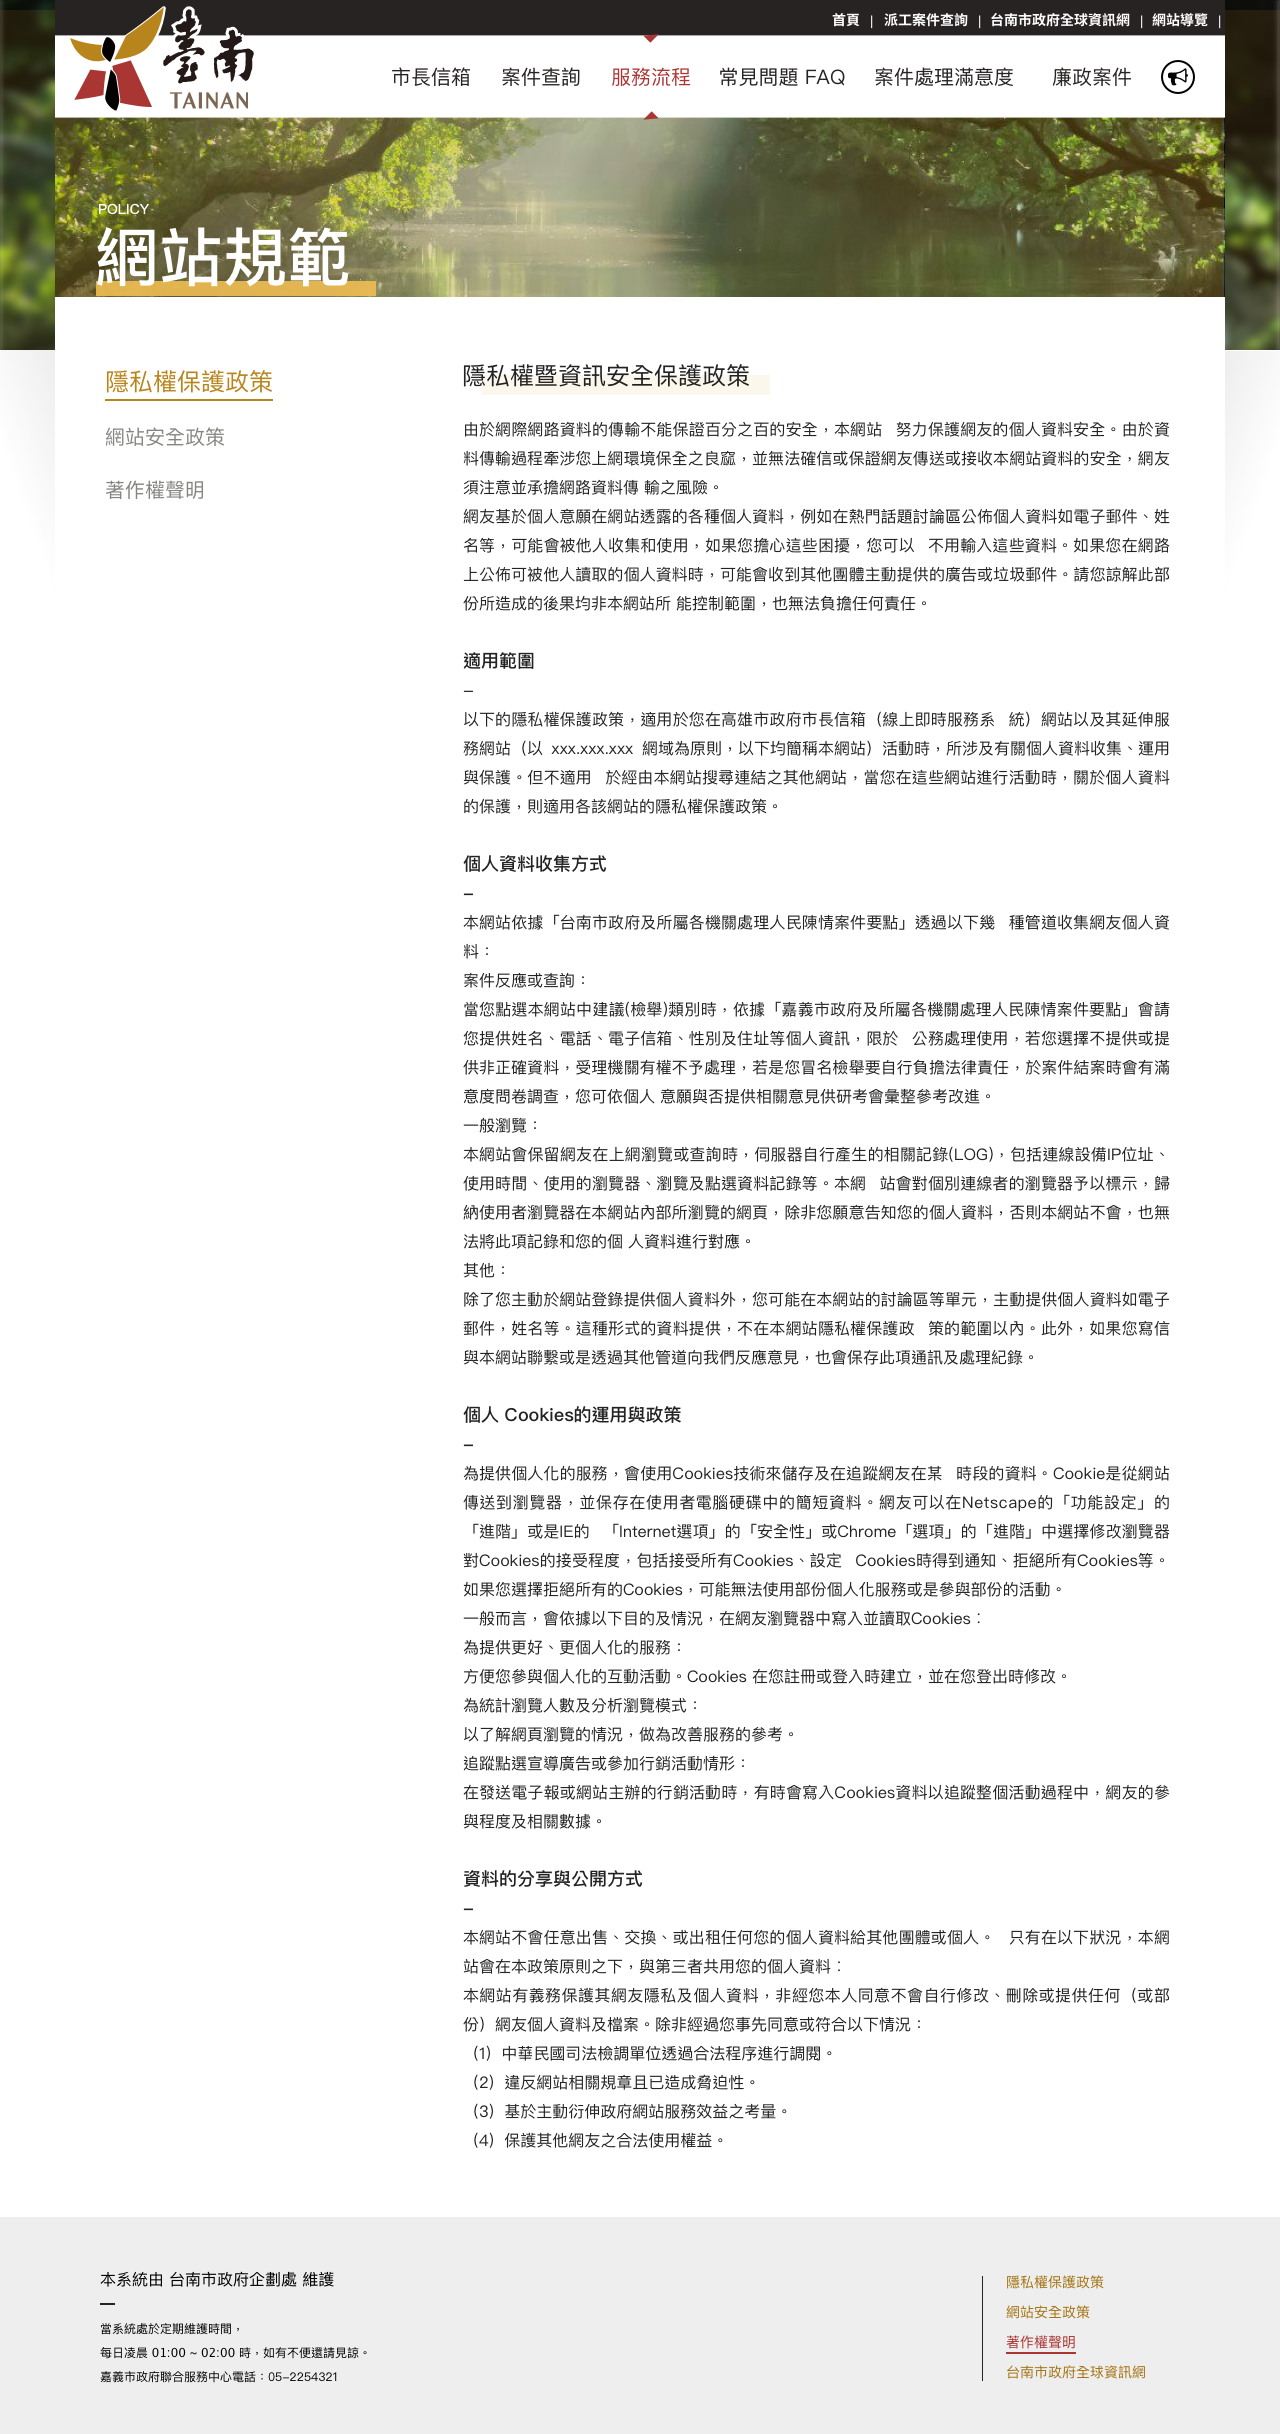 首頁 | 派工案件查詢 | 台南市政府全球資訊網 | 網站導覽 |
臺南
TAINAN
市長信箱 案件查詢 服務流程 常見問題 FAQ 案件處理滿意度 廉政案件
POLICY
網站規範
隱私權保護政策
網站安全政策
著作權聲明
隱私權暨資訊安全保護政策
由於網際網路資料的傳輸不能保證百分之百的安全，本網站 努力保護網友的個人資料安全。由於資
料傳輸過程牽涉您上網環境保全之良窳，並無法確信或保證網友傳送或接收本網站資料的安全，網友
須注意並承擔網路資料傳 輸之風險。
網友基於個人意願在網站透露的各種個人資料，例如在熱門話題討論區公佈個人資料如電子郵件、姓
名等，可能會被他人收集和使用，如果您擔心這些困擾，您可以 不用輸入這些資料。如果您在網路
上公佈可被他人讀取的個人資料時，可能會收到其他團體主動提供的廣告或垃圾郵件。請您諒解此部
份所造成的後果均非本網站所 能控制範圍，也無法負擔任何責任。
適用範圍
–
以下的隱私權保護政策，適用於您在高雄市政府市長信箱（線上即時服務系 統）網站以及其延伸服
務網站（以 xxx.xxx.xxx 網域為原則，以下均簡稱本網站）活動時，所涉及有關個人資料收集、運用
與保護。但不適用 於經由本網站搜尋連結之其他網站，當您在這些網站進行活動時，關於個人資料
的保護，則適用各該網站的隱私權保護政策。
個人資料收集方式
–
本網站依據「台南市政府及所屬各機關處理人民陳情案件要點」透過以下幾 種管道收集網友個人資
料：
案件反應或查詢：
當您點選本網站中建議(檢舉)類別時，依據「嘉義市政府及所屬各機關處理人民陳情案件要點」會請
您提供姓名、電話、電子信箱、性別及住址等個人資訊，限於 公務處理使用，若您選擇不提供或提
供非正確資料，受理機關有權不予處理，若是您冒名檢舉要自行負擔法律責任，於案件結案時會有滿
意度問卷調查，您可依個人 意願與否提供相關意見供研考會彙整參考改進。
一般瀏覽：
本網站會保留網友在上網瀏覽或查詢時，伺服器自行產生的相關記錄(LOG)，包括連線設備IP位址、
使用時間、使用的瀏覽器、瀏覽及點選資料記錄等。本網 站會對個別連線者的瀏覽器予以標示，歸
納使用者瀏覽器在本網站內部所瀏覽的網頁，除非您願意告知您的個人資料，否則本網站不會，也無
法將此項記錄和您的個 人資料進行對應。
其他：
除了您主動於網站登錄提供個人資料外，您可能在本網站的討論區等單元，主動提供個人資料如電子
郵件，姓名等。這種形式的資料提供，不在本網站隱私權保護政 策的範圍以內。此外，如果您寫信
與本網站聯繫或是透過其他管道向我們反應意見，也會保存此項通訊及處理紀錄。
個人 Cookies的運用與政策
–
為提供個人化的服務，會使用Cookies技術來儲存及在追蹤網友在某 時段的資料。Cookie是從網站
傳送到瀏覽器，並保存在使用者電腦硬碟中的簡短資料。網友可以在Netscape的「功能設定」的
「進階」或是IE的 「Internet選項」的「安全性」或Chrome「選項」的「進階」中選擇修改瀏覽器
對Cookies的接受程度，包括接受所有Cookies、設定 Cookies時得到通知、拒絕所有Cookies等。
如果您選擇拒絕所有的Cookies，可能無法使用部份個人化服務或是參與部份的活動。
一般而言，會依據以下目的及情況，在網友瀏覽器中寫入並讀取Cookies：
為提供更好、更個人化的服務：
方便您參與個人化的互動活動。Cookies 在您註冊或登入時建立，並在您登出時修改。
為統計瀏覽人數及分析瀏覽模式：
以了解網頁瀏覽的情況，做為改善服務的參考。
追蹤點選宣導廣告或參加行銷活動情形：
在發送電子報或網站主辦的行銷活動時，有時會寫入Cookies資料以追蹤整個活動過程中，網友的參
與程度及相關數據。
資料的分享與公開方式
–
本網站不會任意出售、交換、或出租任何您的個人資料給其他團體或個人。 只有在以下狀況，本網
站會在本政策原則之下，與第三者共用您的個人資料：
本網站有義務保護其網友隱私及個人資料，非經您本人同意不會自行修改、刪除或提供任何（或部
份）網友個人資料及檔案。除非經過您事先同意或符合以下情況：
（1）中華民國司法檢調單位透過合法程序進行調閱。
（2）違反網站相關規章且已造成脅迫性。
（3）基於主動衍伸政府網站服務效益之考量。
（4）保護其他網友之合法使用權益。
本系統由 台南市政府企劃處 維護
當系統處於定期維護時間，
每日凌晨 01:00 ~ 02:00 時，如有不便還請見諒。
嘉義市政府聯合服務中心電話：05-2254321
隱私權保護政策
網站安全政策
著作權聲明
台南市政府全球資訊網